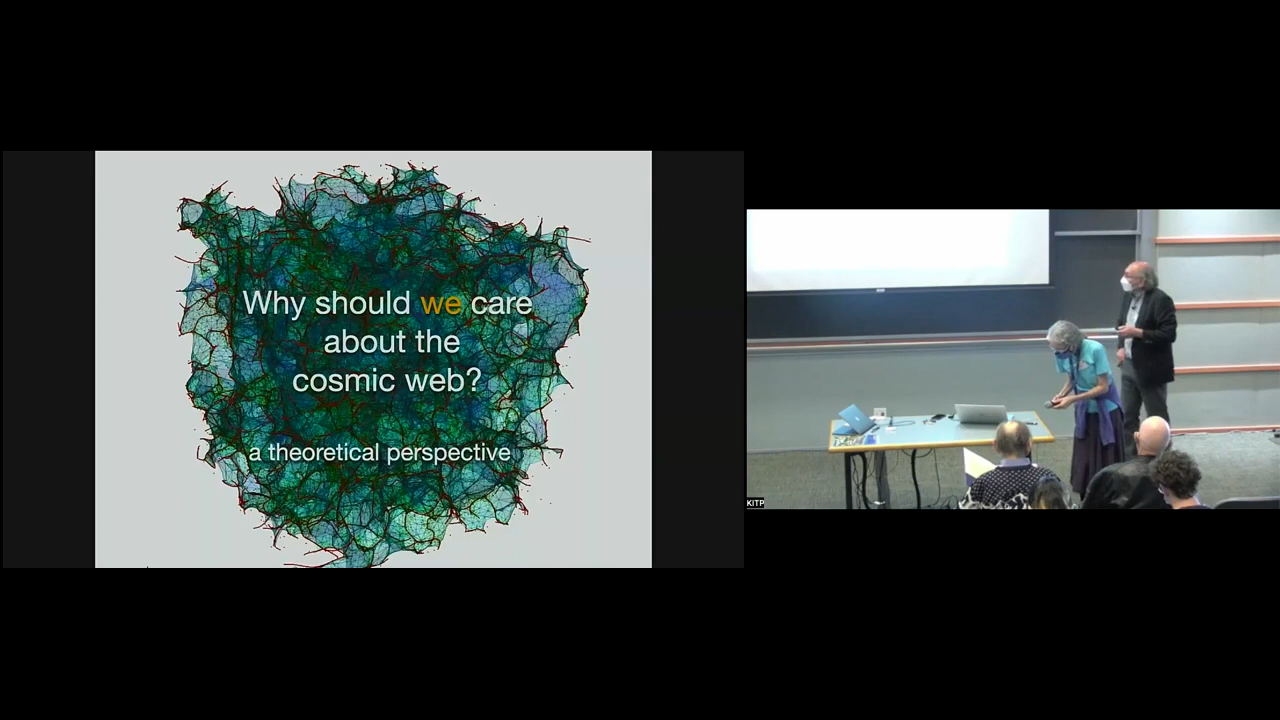 Why should we care
about the
cosmic web?
a theoretical perspective
KITP